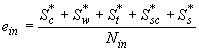 e_in = (S_c^* + S_w^* + S_t^* + S_sc^* + S_s^*) / N_in